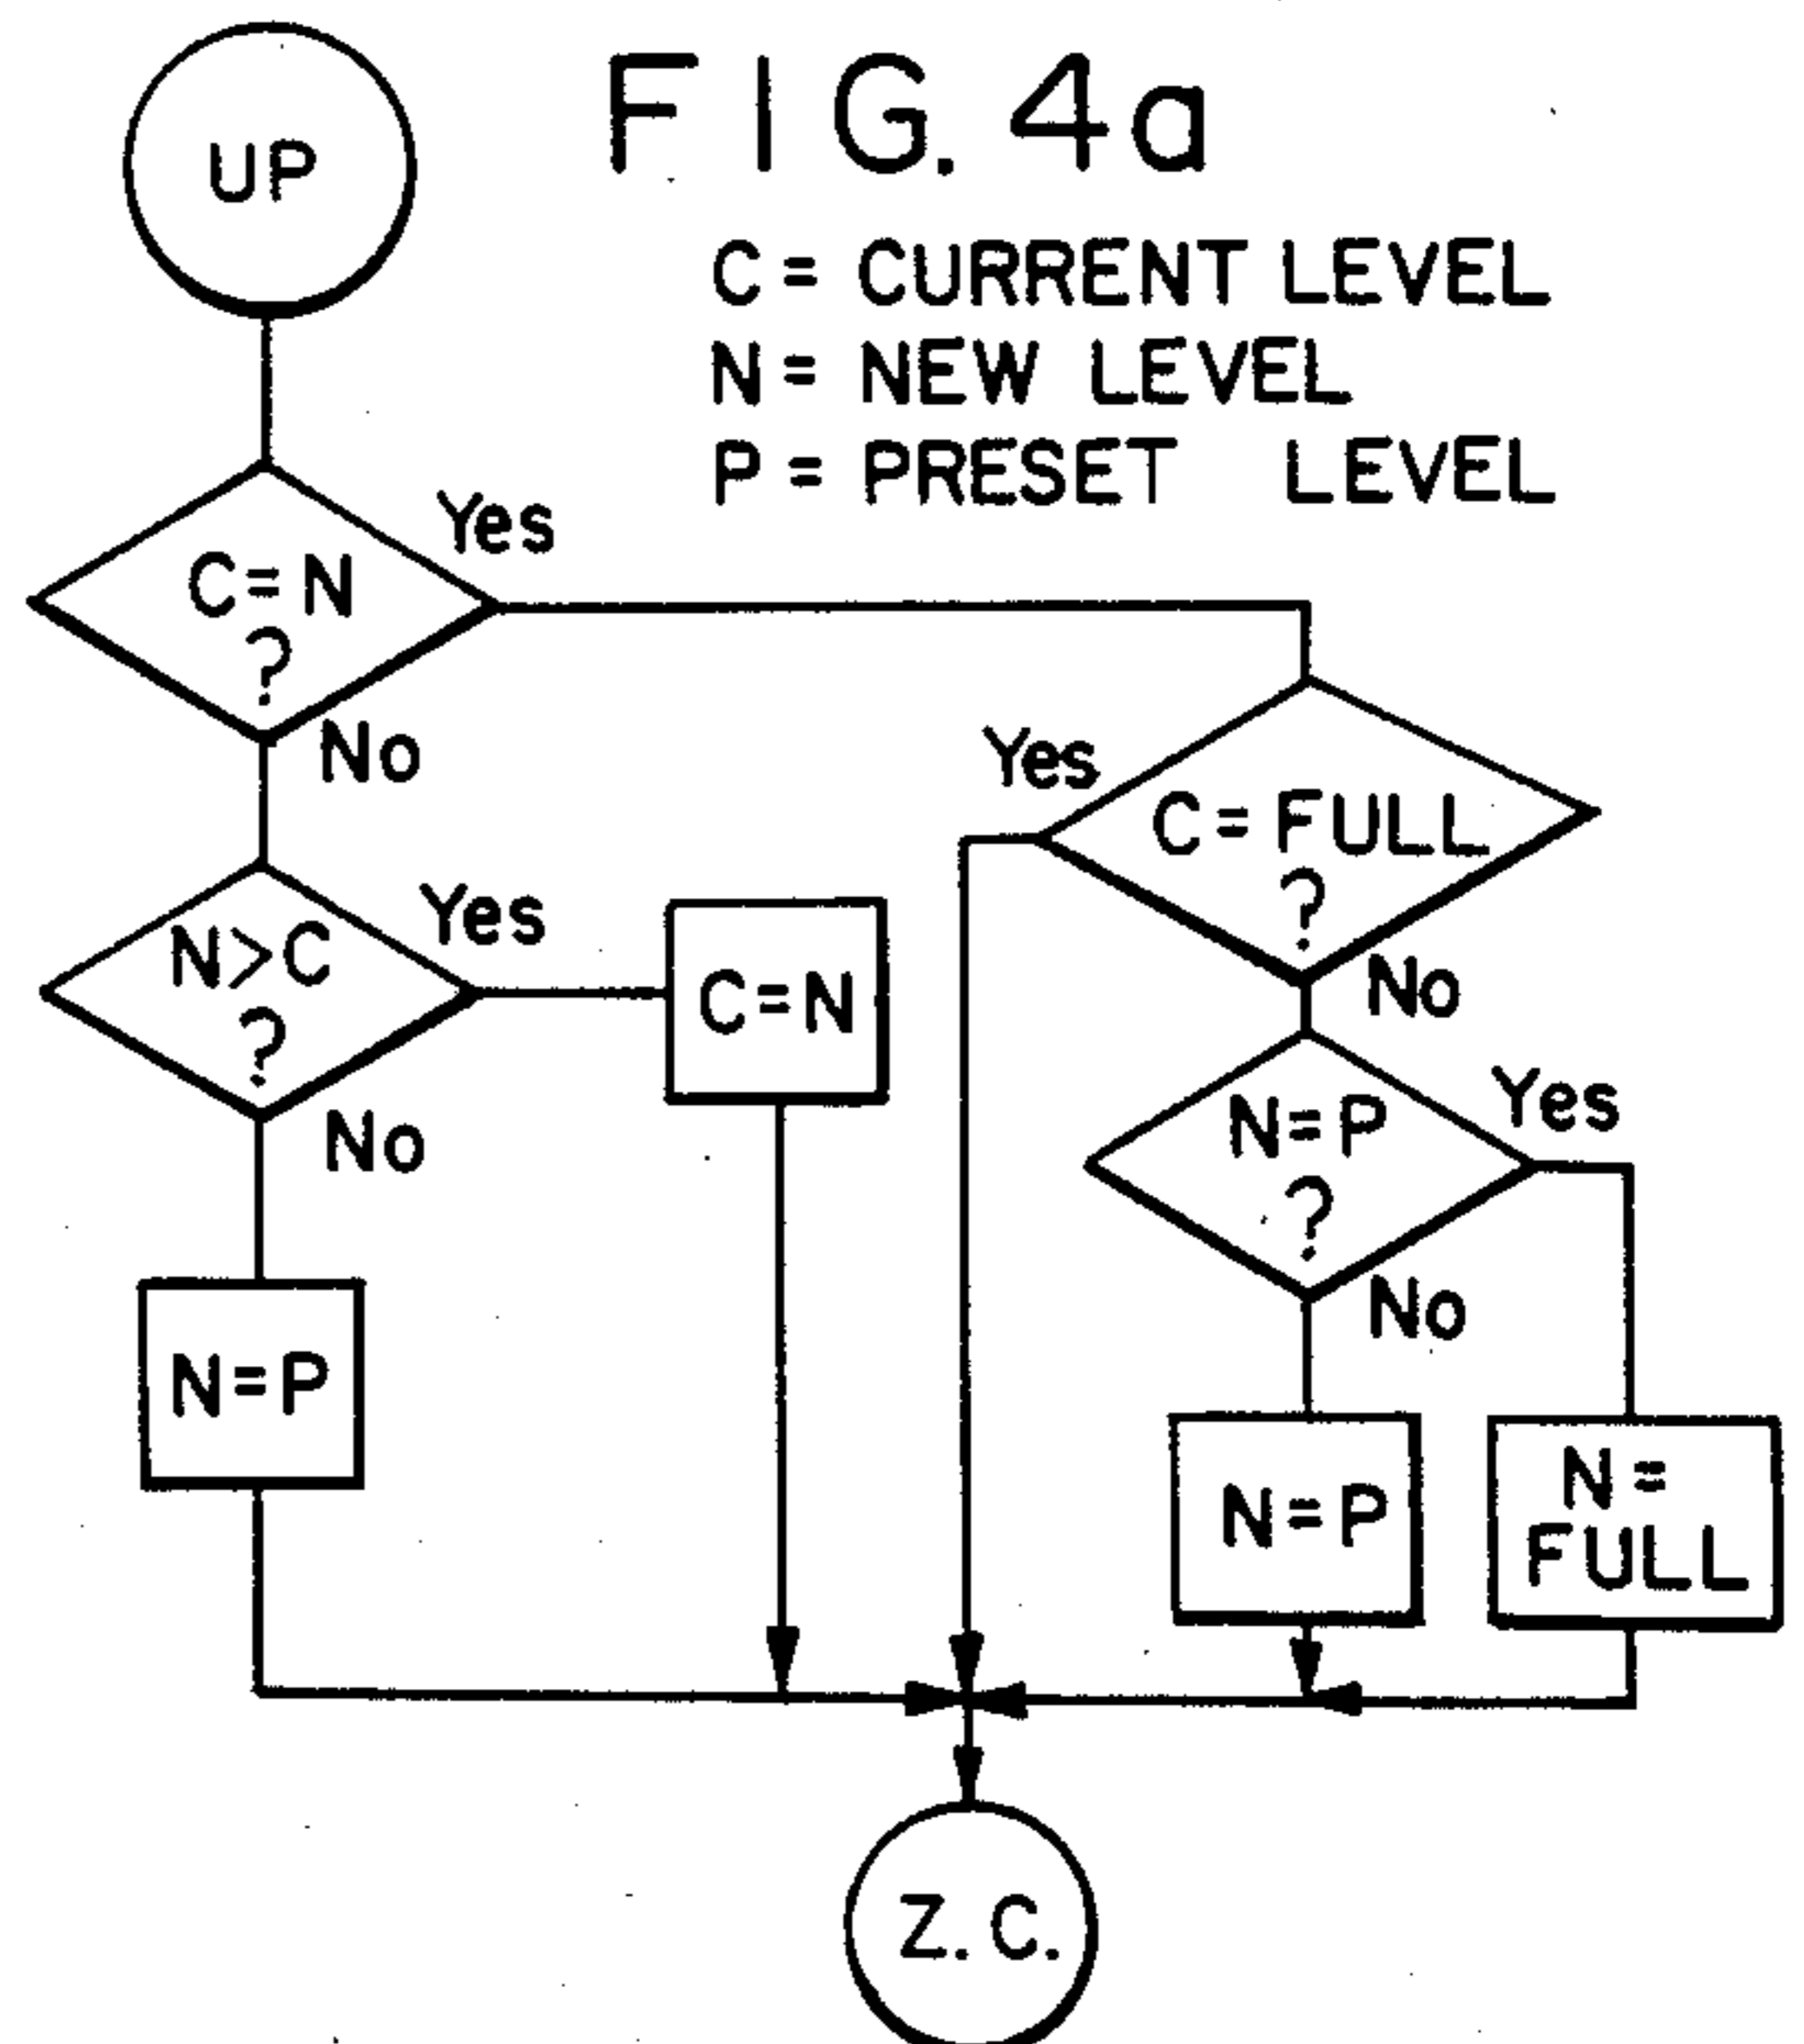 FIG. 4a
UP
C = CURRENT LEVEL
N = NEW LEVEL
P = PRESET LEVEL
C=N
?
Yes
No
C=FULL
?
Yes
No
N>C
?
Yes
No
C=N
N=P
?
Yes
No
N=P
N=P
N=
FULL
Z.C.